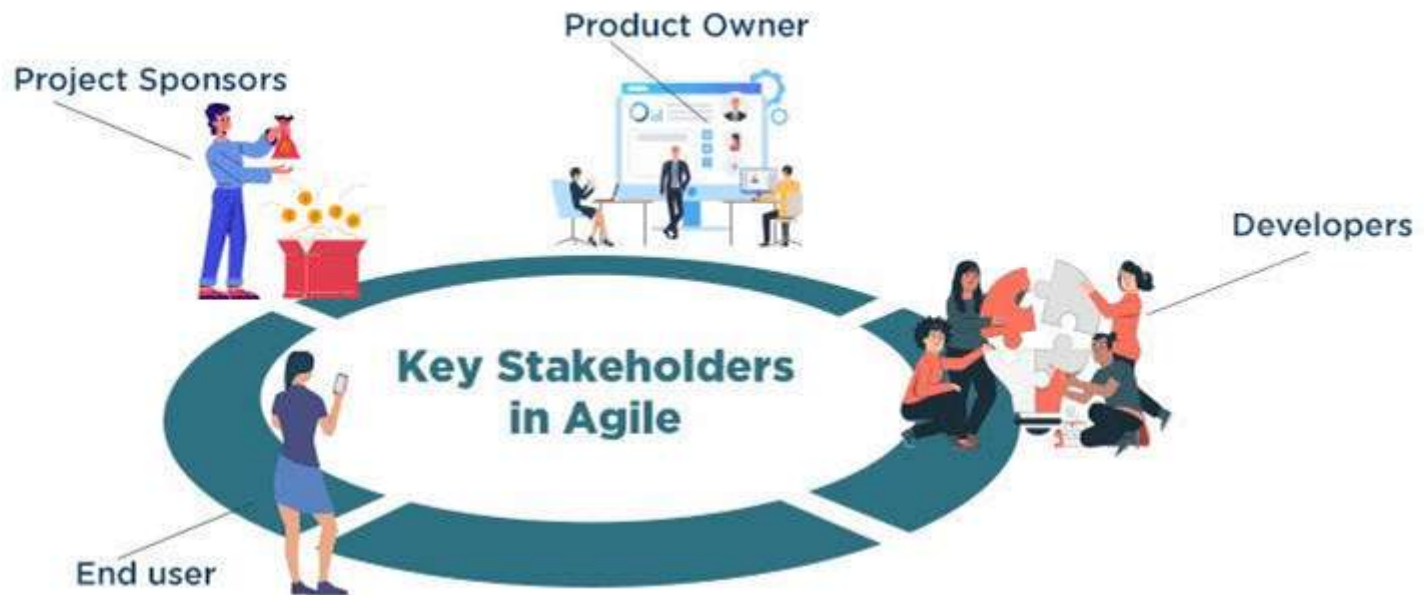 Product Owner
Project Sponsors
Developers
Key Stakeholders
in Agile
End user